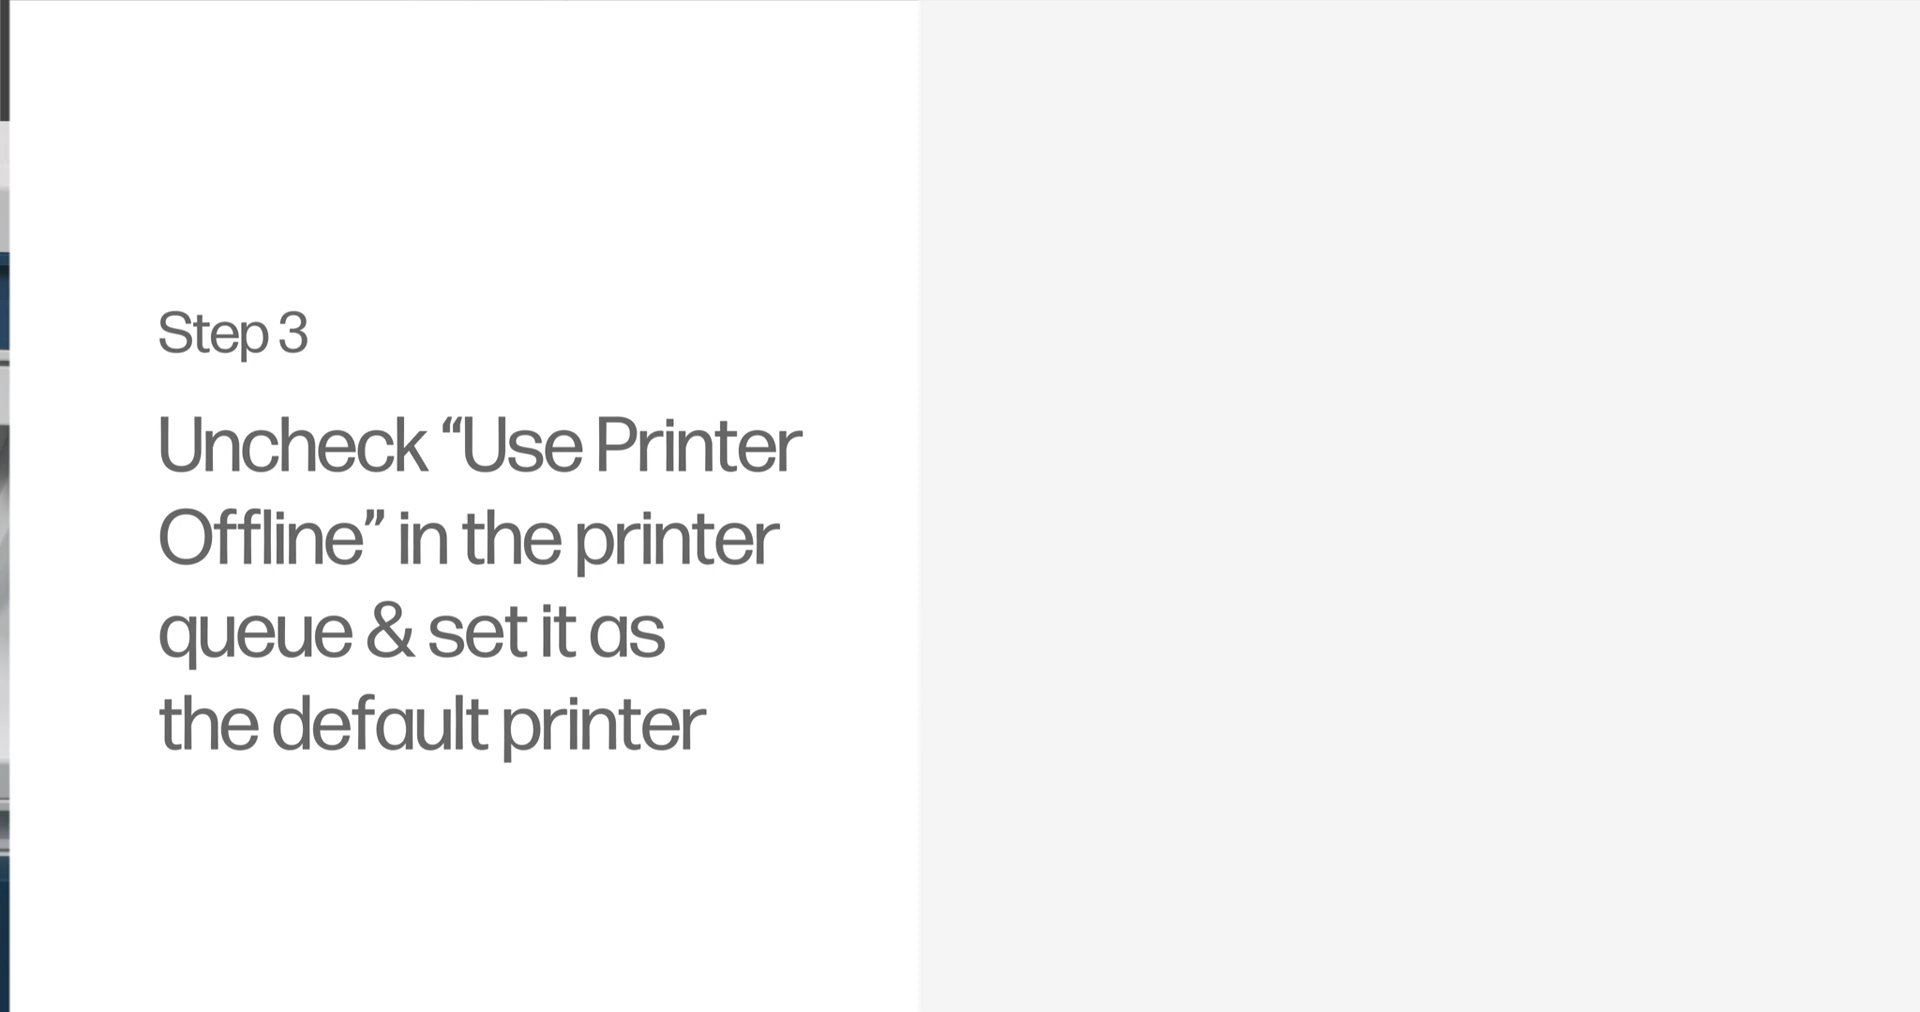 Step 3
Uncheck “Use Printer
Offline” in the printer
queue & set it as
the default printer